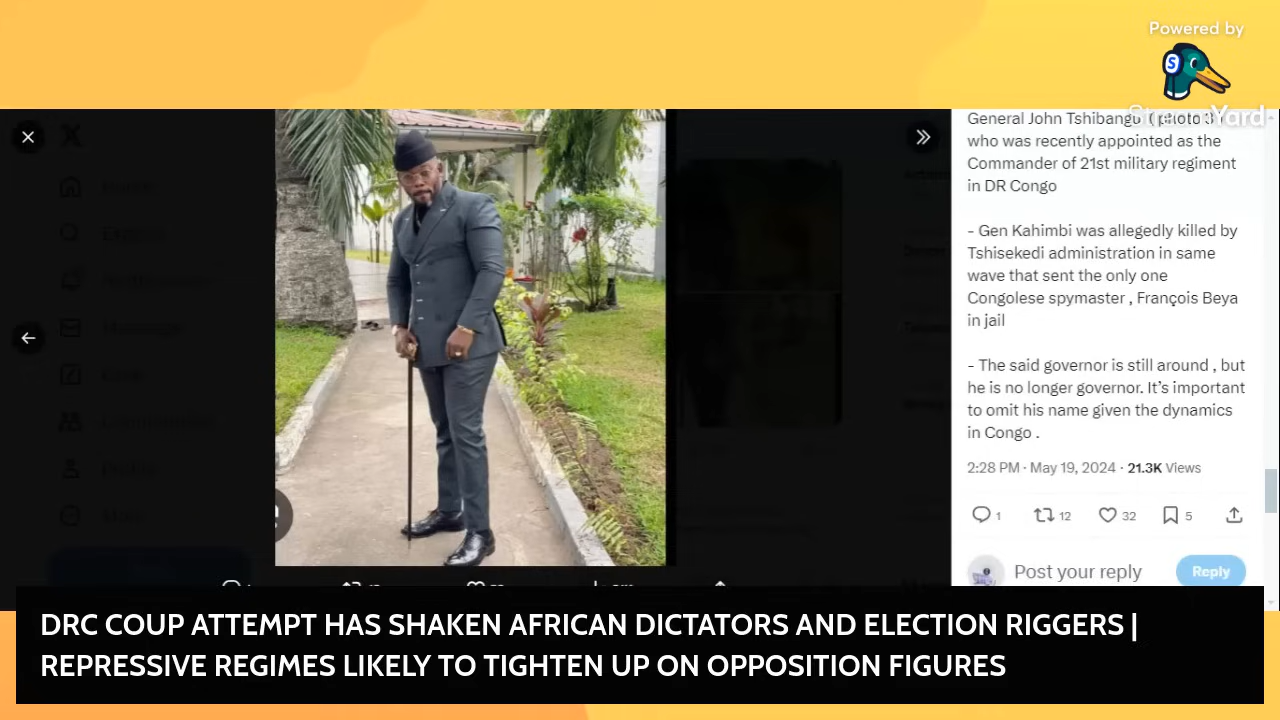 Powered by
StreamYard
General John Tshibangu ( photo 3 )
who was recently appointed as the
Commander of 21st military regiment
in DR Congo
- Gen Kahimbi was allegedly killed by
Tshisekedi administration in same
wave that sent the only one
Congolese spymaster , François Beya
in jail
- The said governor is still around , but
he is no longer governor. It's important
to omit his name given the dynamics
in Congo .
2:28 PM · May 19, 2024 · 21.3K Views
1 12 32 5
Post your reply
Reply
DRC COUP ATTEMPT HAS SHAKEN AFRICAN DICTATORS AND ELECTION RIGGERS |
REPRESSIVE REGIMES LIKELY TO TIGHTEN UP ON OPPOSITION FIGURES